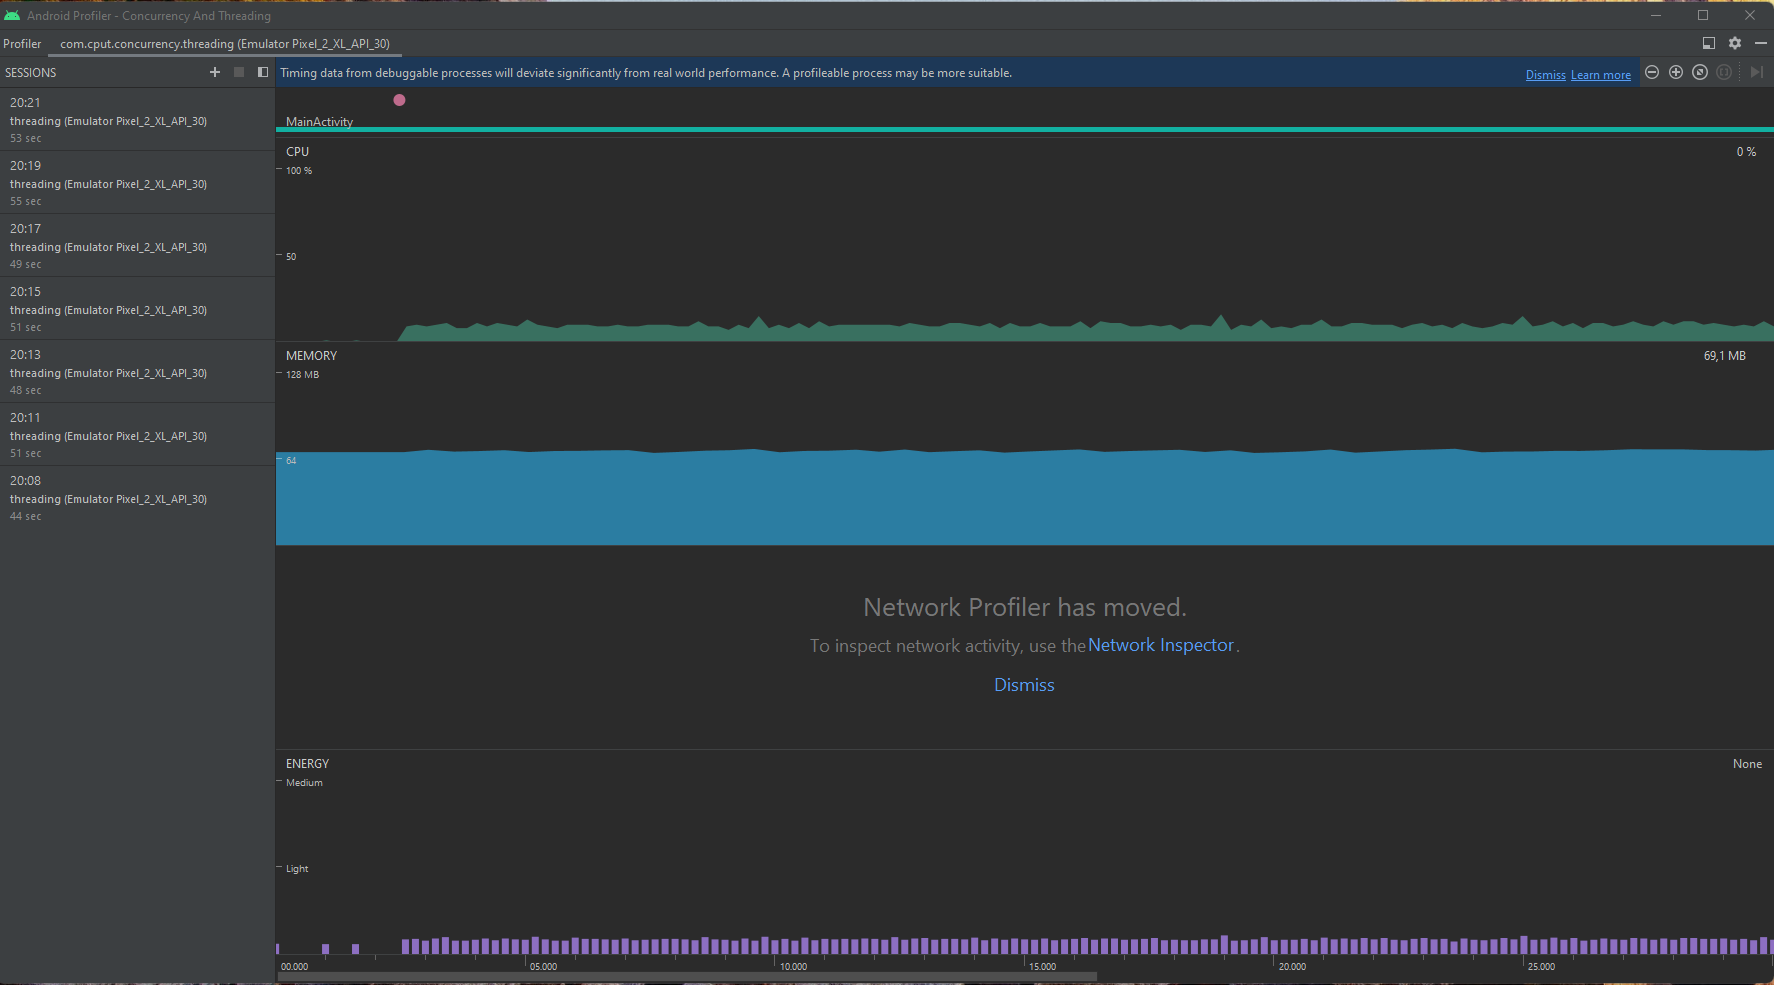 Android Profiler - Concurrency And Threading
Profiler com.cput.concurrency.threading (Emulator Pixel_2_XL_API_30)
SESSIONS
Timing data from debuggable processes will deviate significantly from real world performance. A profileable process may be more suitable.
Dismiss Learn more
20:21
threading (Emulator Pixel_2_XL_API_30)
53 sec
20:19
threading (Emulator Pixel_2_XL_API_30)
55 sec
20:17
threading (Emulator Pixel_2_XL_API_30)
49 sec
20:15
threading (Emulator Pixel_2_XL_API_30)
51 sec
20:13
threading (Emulator Pixel_2_XL_API_30)
48 sec
20:11
threading (Emulator Pixel_2_XL_API_30)
51 sec
20:08
threading (Emulator Pixel_2_XL_API_30)
44 sec
MainActivity
CPU 0 %
100 %
50
MEMORY 69,1 MB
128 MB
64
Network Profiler has moved.
To inspect network activity, use the Network Inspector.
Dismiss
ENERGY None
Medium
Light
00.000 05.000 10.000 15.000 20.000 25.000